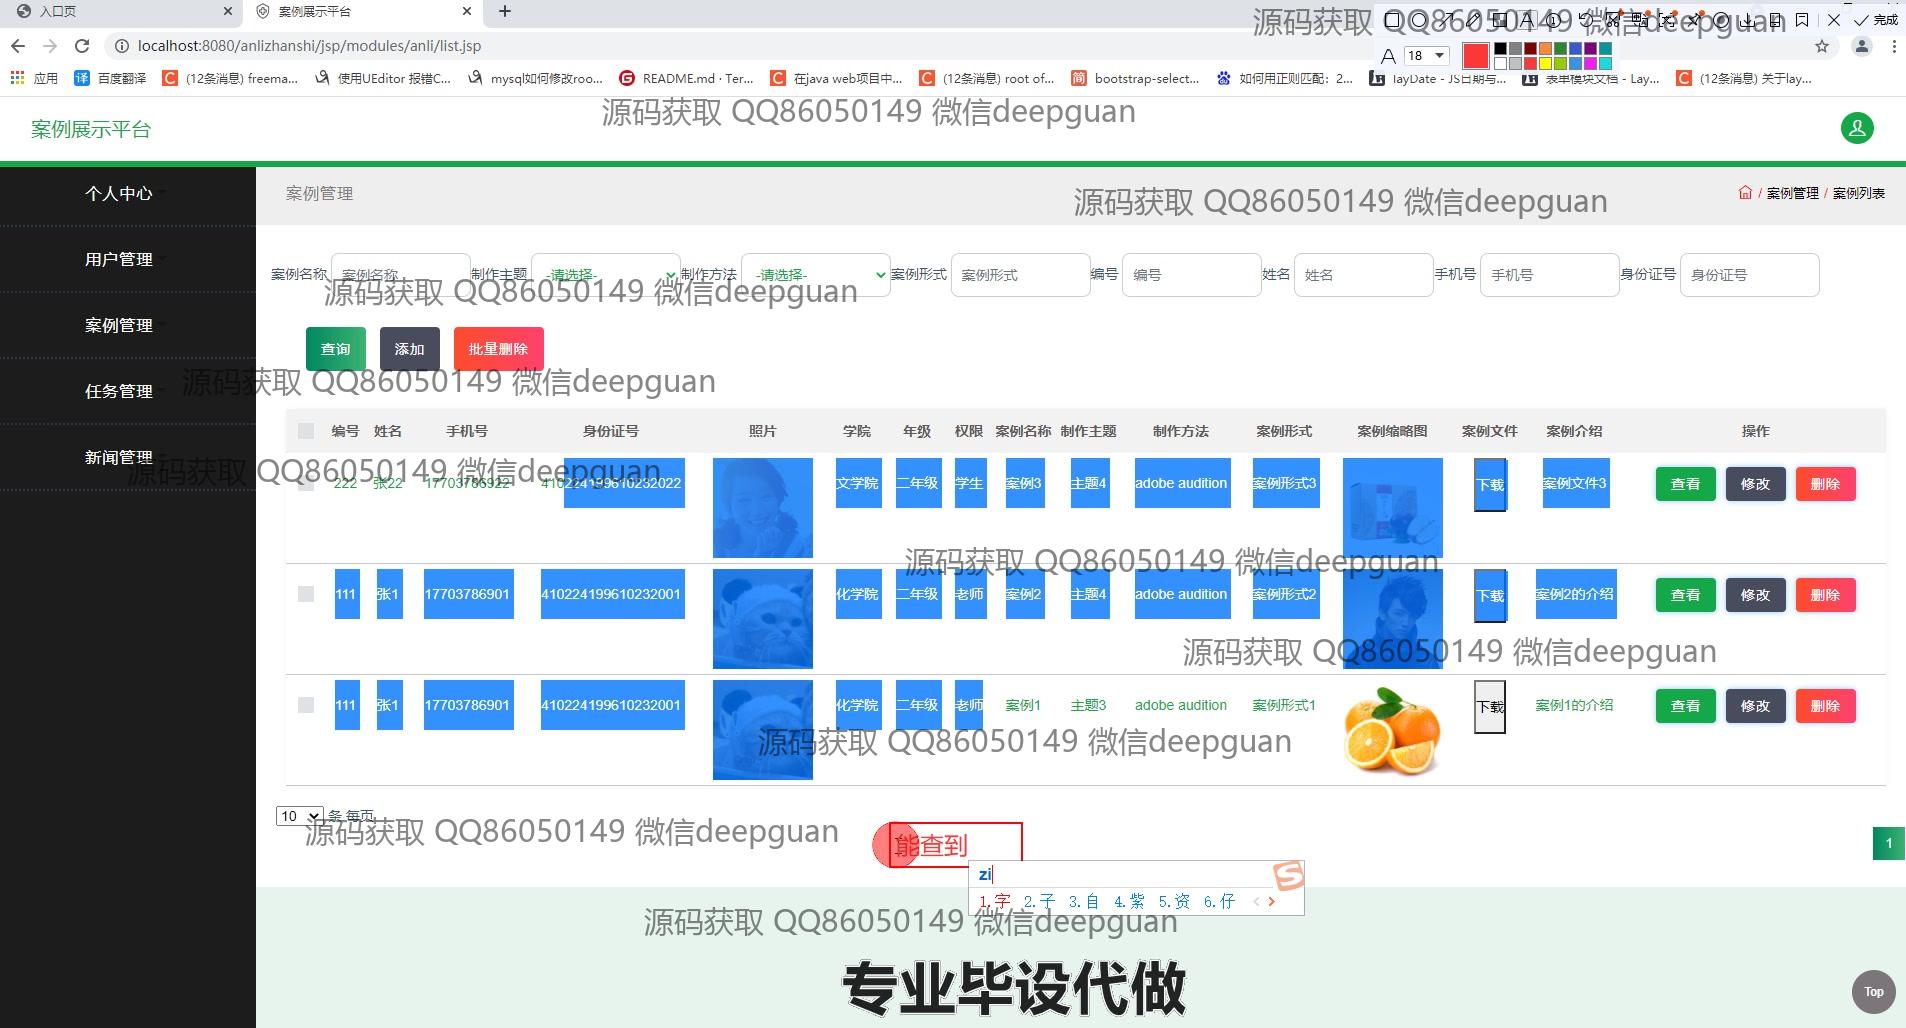 入口页
案例展示平台
localhost:8080/anlizhanshi/jsp/modules/anli/list.jsp
源码获取 QQ86050149 微信deepguan
完成
18
应用
百度翻译
(12条消息) freema...
使用UEditor 报错C...
mysql如何修改roo...
README.md · Ter...
在java web项目中...
(12条消息) root of...
bootstrap-select...
如何用正则匹配：2...
layDate - JS日期与...
表单模块文档 - Lay...
(12条消息) 关于lay...
源码获取 QQ86050149 微信deepguan
案例展示平台
个人中心
用户管理
案例管理
任务管理
新闻管理
案例管理
源码获取 QQ86050149 微信deepguan
/ 案例管理 / 案例列表
案例名称 案例名称 制作主题 -请选择- 制作方法 -请选择- 案例形式 案例形式 编号 编号 姓名 姓名 手机号 手机号 身份证号 身份证号
源码获取 QQ86050149 微信deepguan
查询 添加 批量删除
源码获取 QQ86050149 微信deepguan
编号 姓名 手机号 身份证号 照片 学院 年级 权限 案例名称 制作主题 制作方法 案例形式 案例缩略图 案例文件 案例介绍 操作
源码获取 QQ86050149 微信deepguan
222 张22 17703786922 410224199610232022 文学院 二年级 学生 案例3 主题4 adobe audition 案例形式3 下载 案例文件3 查看 修改 删除
源码获取 QQ86050149 微信deepguan
111 张1 17703786901 410224199610232001 化学院 二年级 老师 案例2 主题4 adobe audition 案例形式2 下载 案例2的介绍 查看 修改 删除
源码获取 QQ86050149 微信deepguan
111 张1 17703786901 410224199610232001 化学院 二年级 老师 案例1 主题3 adobe audition 案例形式1 下载 案例1的介绍 查看 修改 删除
源码获取 QQ86050149 微信deepguan
10 条 每页
源码获取 QQ86050149 微信deepguan
能查到
1
zi
1.字 2.子 3.自 4.紫 5.资 6.仔
源码获取 QQ86050149 微信deepguan
专业毕设代做
Top